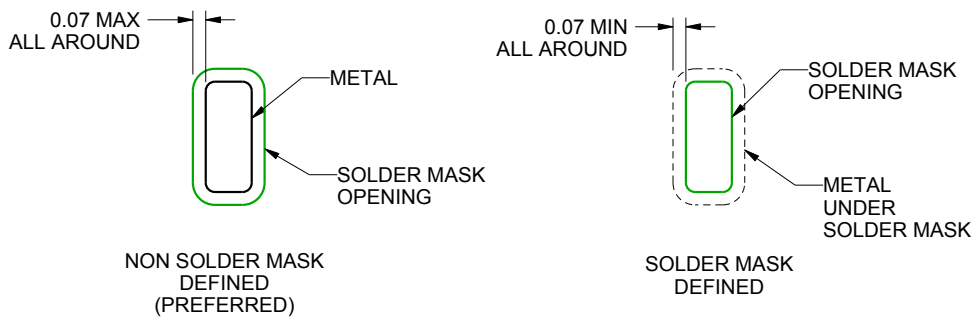 0.07 MAX
ALL AROUND
METAL
SOLDER MASK
OPENING
NON SOLDER MASK
DEFINED
(PREFERRED)
0.07 MIN
ALL AROUND
SOLDER MASK
OPENING
METAL
UNDER
SOLDER MASK
SOLDER MASK
DEFINED